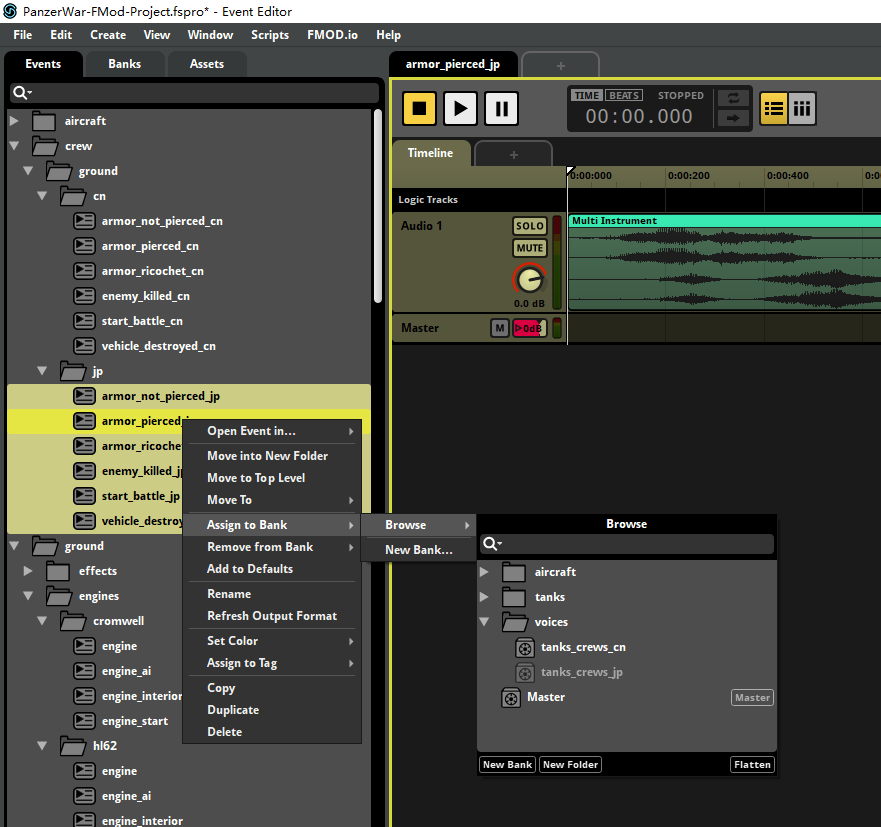 PanzerWar-FMod-Project.fspro* - Event Editor
File Edit Create View Window Scripts FMOD.io Help
Events Banks Assets
armor_pierced_jp +
TIME BEATS STOPPED
00:00.000
Timeline +
0:00:000 0:00:200 0:00:400 0:0
Logic Tracks
Audio 1
SOLO
MUTE
0.0 dB
Multi Instrument
Master M 0dB
aircraft
crew
ground
cn
armor_not_pierced_cn
armor_pierced_cn
armor_ricochet_cn
enemy_killed_cn
start_battle_cn
vehicle_destroyed_cn
jp
armor_not_pierced_jp
armor_pierced_j
armor_ricoche
enemy_killed_jp
start_battle_jp
vehicle_destroy
ground
effects
engines
cromwell
engine
engine_ai
engine_interior
engine_start
hl62
engine
engine_ai
engine_interior
Open Event in...
Move into New Folder
Move to Top Level
Move To
Assign to Bank
Remove from Bank
Add to Defaults
Rename
Refresh Output Format
Set Color
Assign to Tag
Copy
Duplicate
Delete
Browse
New Bank...
Browse
aircraft
tanks
voices
tanks_crews_cn
tanks_crews_jp
Master Master
New Bank New Folder Flatten